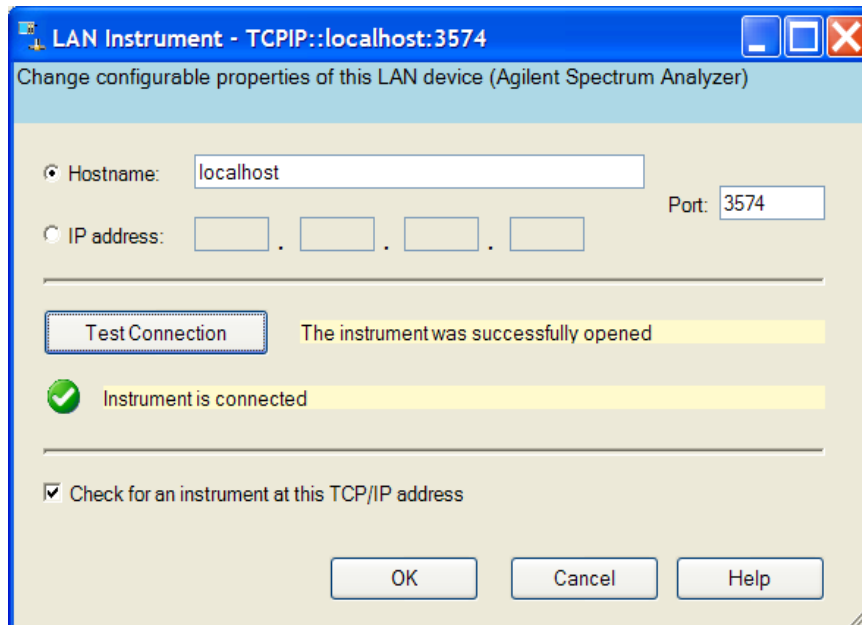 LAN Instrument - TCPIP::localhost:3574
Change configurable properties of this LAN device (Agilent Spectrum Analyzer)
Hostname: localhost
Port: 3574
IP address: . . .
Test Connection The instrument was successfully opened
Instrument is connected
Check for an instrument at this TCP/IP address
OK Cancel Help